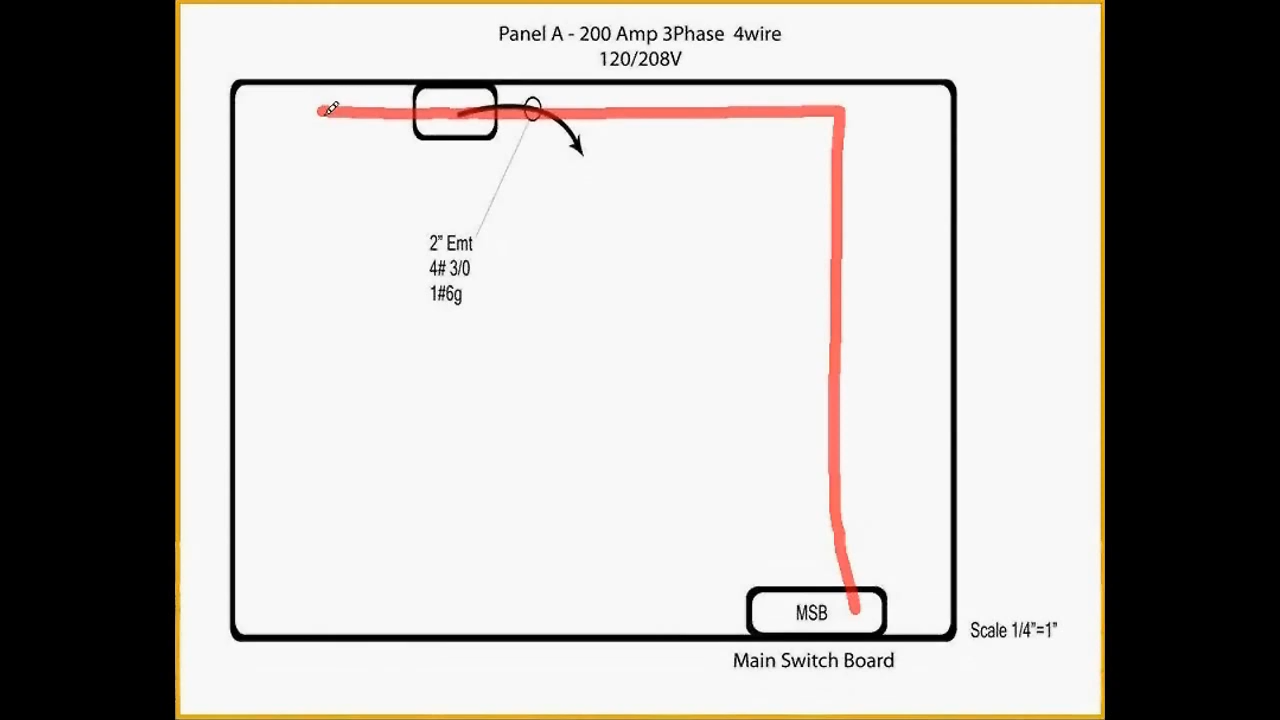 Panel A - 200 Amp 3Phase 4wire
120/208V
2” Emt
4# 3/0
1#6g
MSB
Scale 1/4”=1”
Main Switch Board